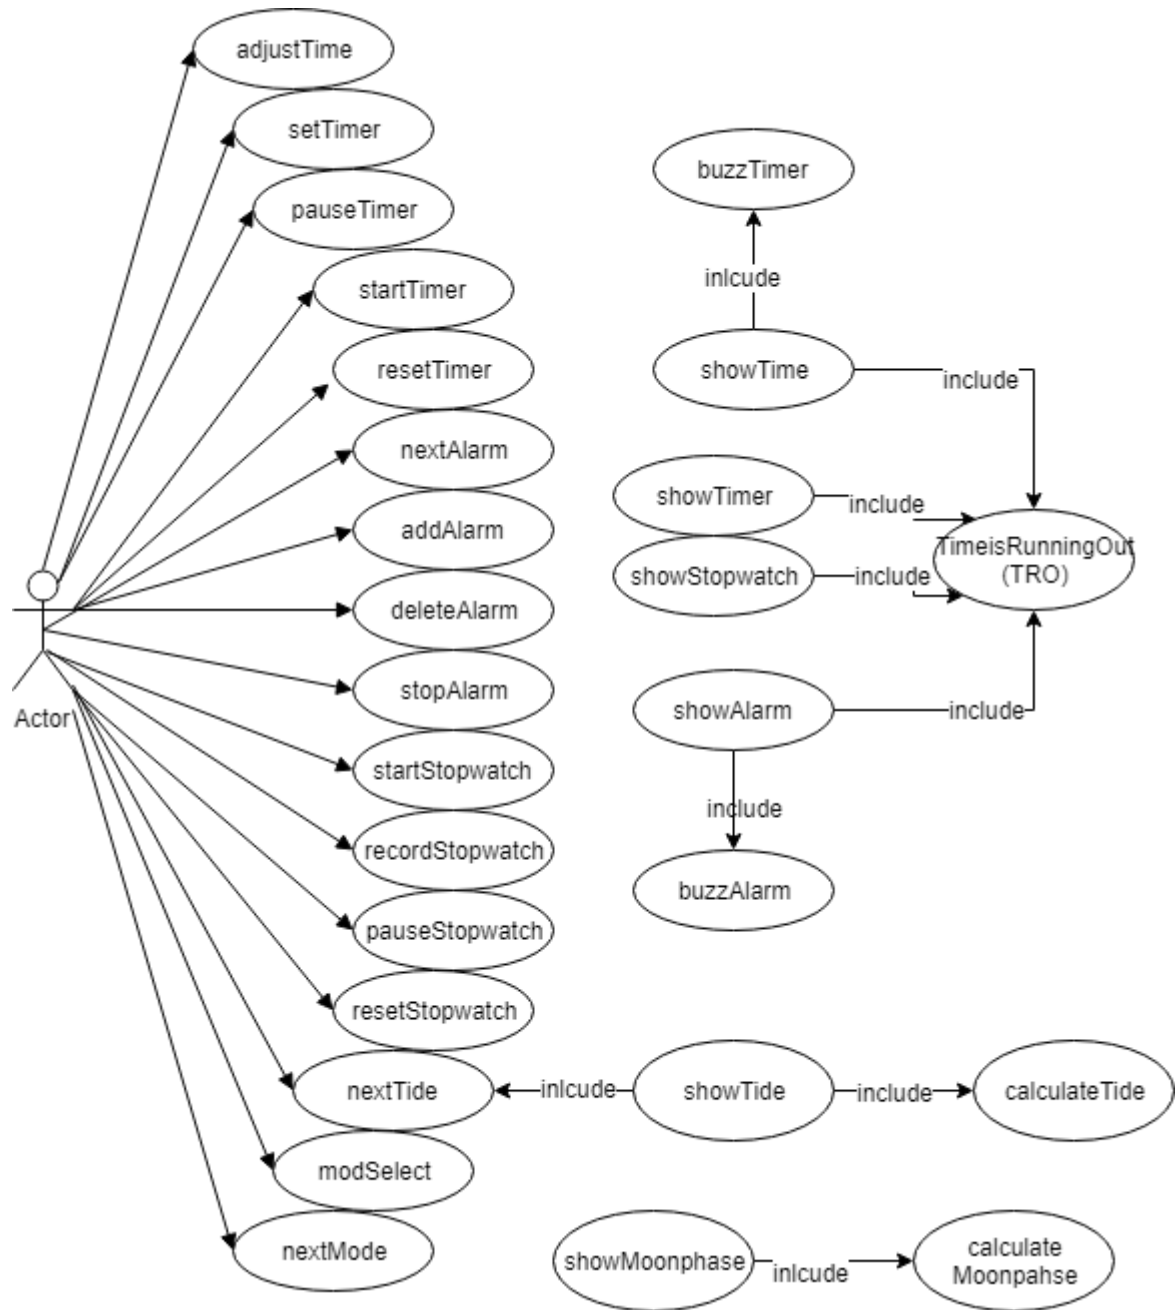 adjustTime
setTimer
pauseTimer
startTimer
resetTimer
nextAlarm
addAlarm
deleteAlarm
stopAlarm
startStopwatch
recordStopwatch
pauseStopwatch
resetStopwatch
nextTide
modSelect
nextMode
Actor
buzzTimer
inlcude
showTime
include
showTimer
include
showStopwatch
include
TimeisRunningOut
(TRO)
showAlarm
include
include
buzzAlarm
inlcude
showTide
include
calculateTide
showMoonphase
inlcude
calculate
Moonpahse